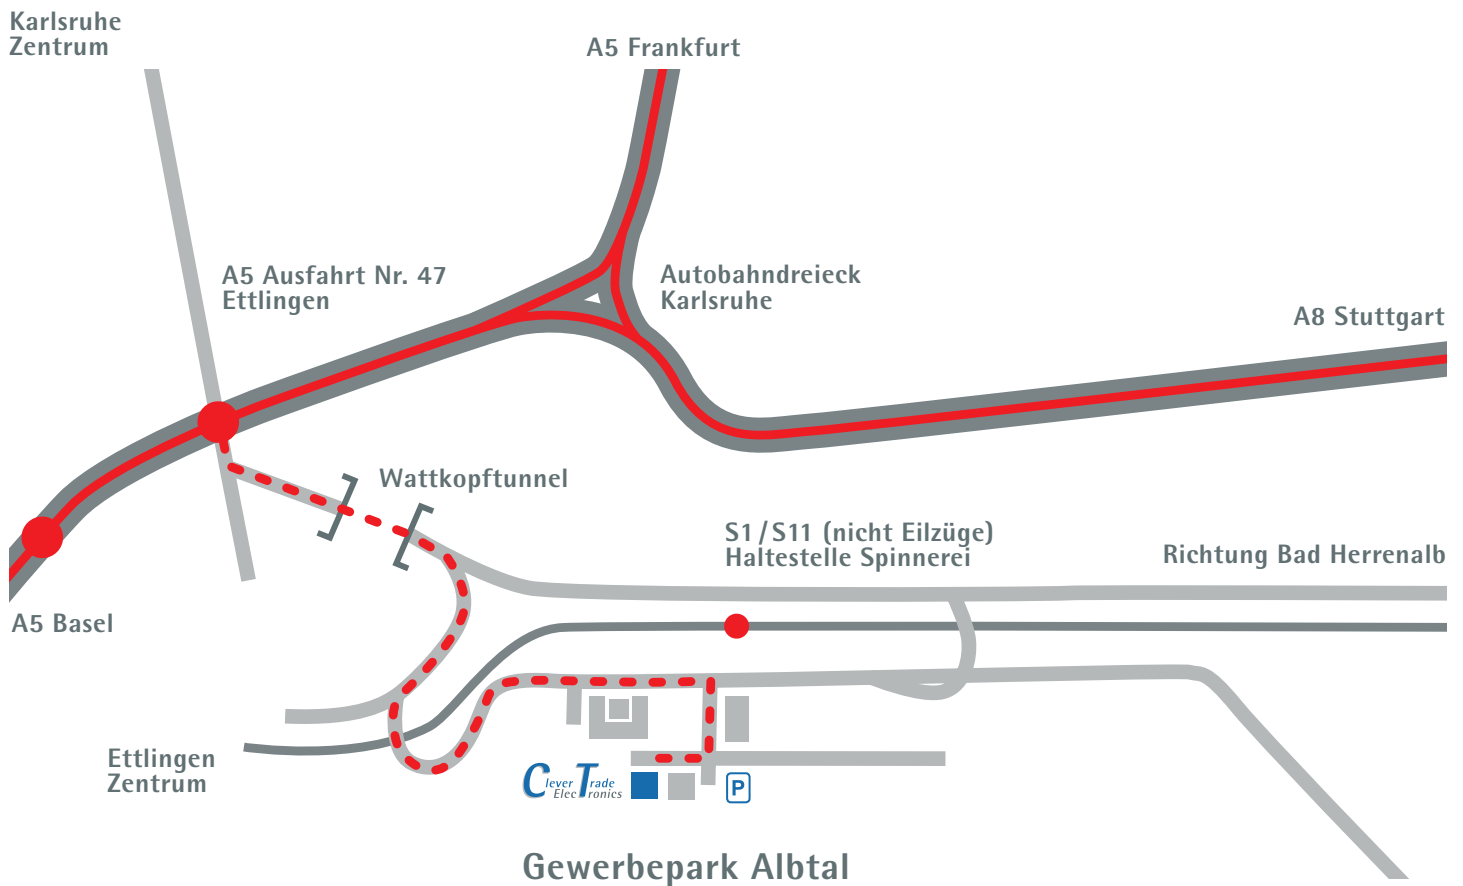 Karlsruhe
Zentrum
A5 Frankfurt
A5 Ausfahrt Nr. 47
Ettlingen
Autobahndreieck
Karlsruhe
A8 Stuttgart
Wattkopftunnel
S1/S11 (nicht Eilzüge)
Haltestelle Spinnerei
Richtung Bad Herrenalb
A5 Basel
Ettlingen
Zentrum
Clever Trade
ElecTronics
P
Gewerbepark Albtal